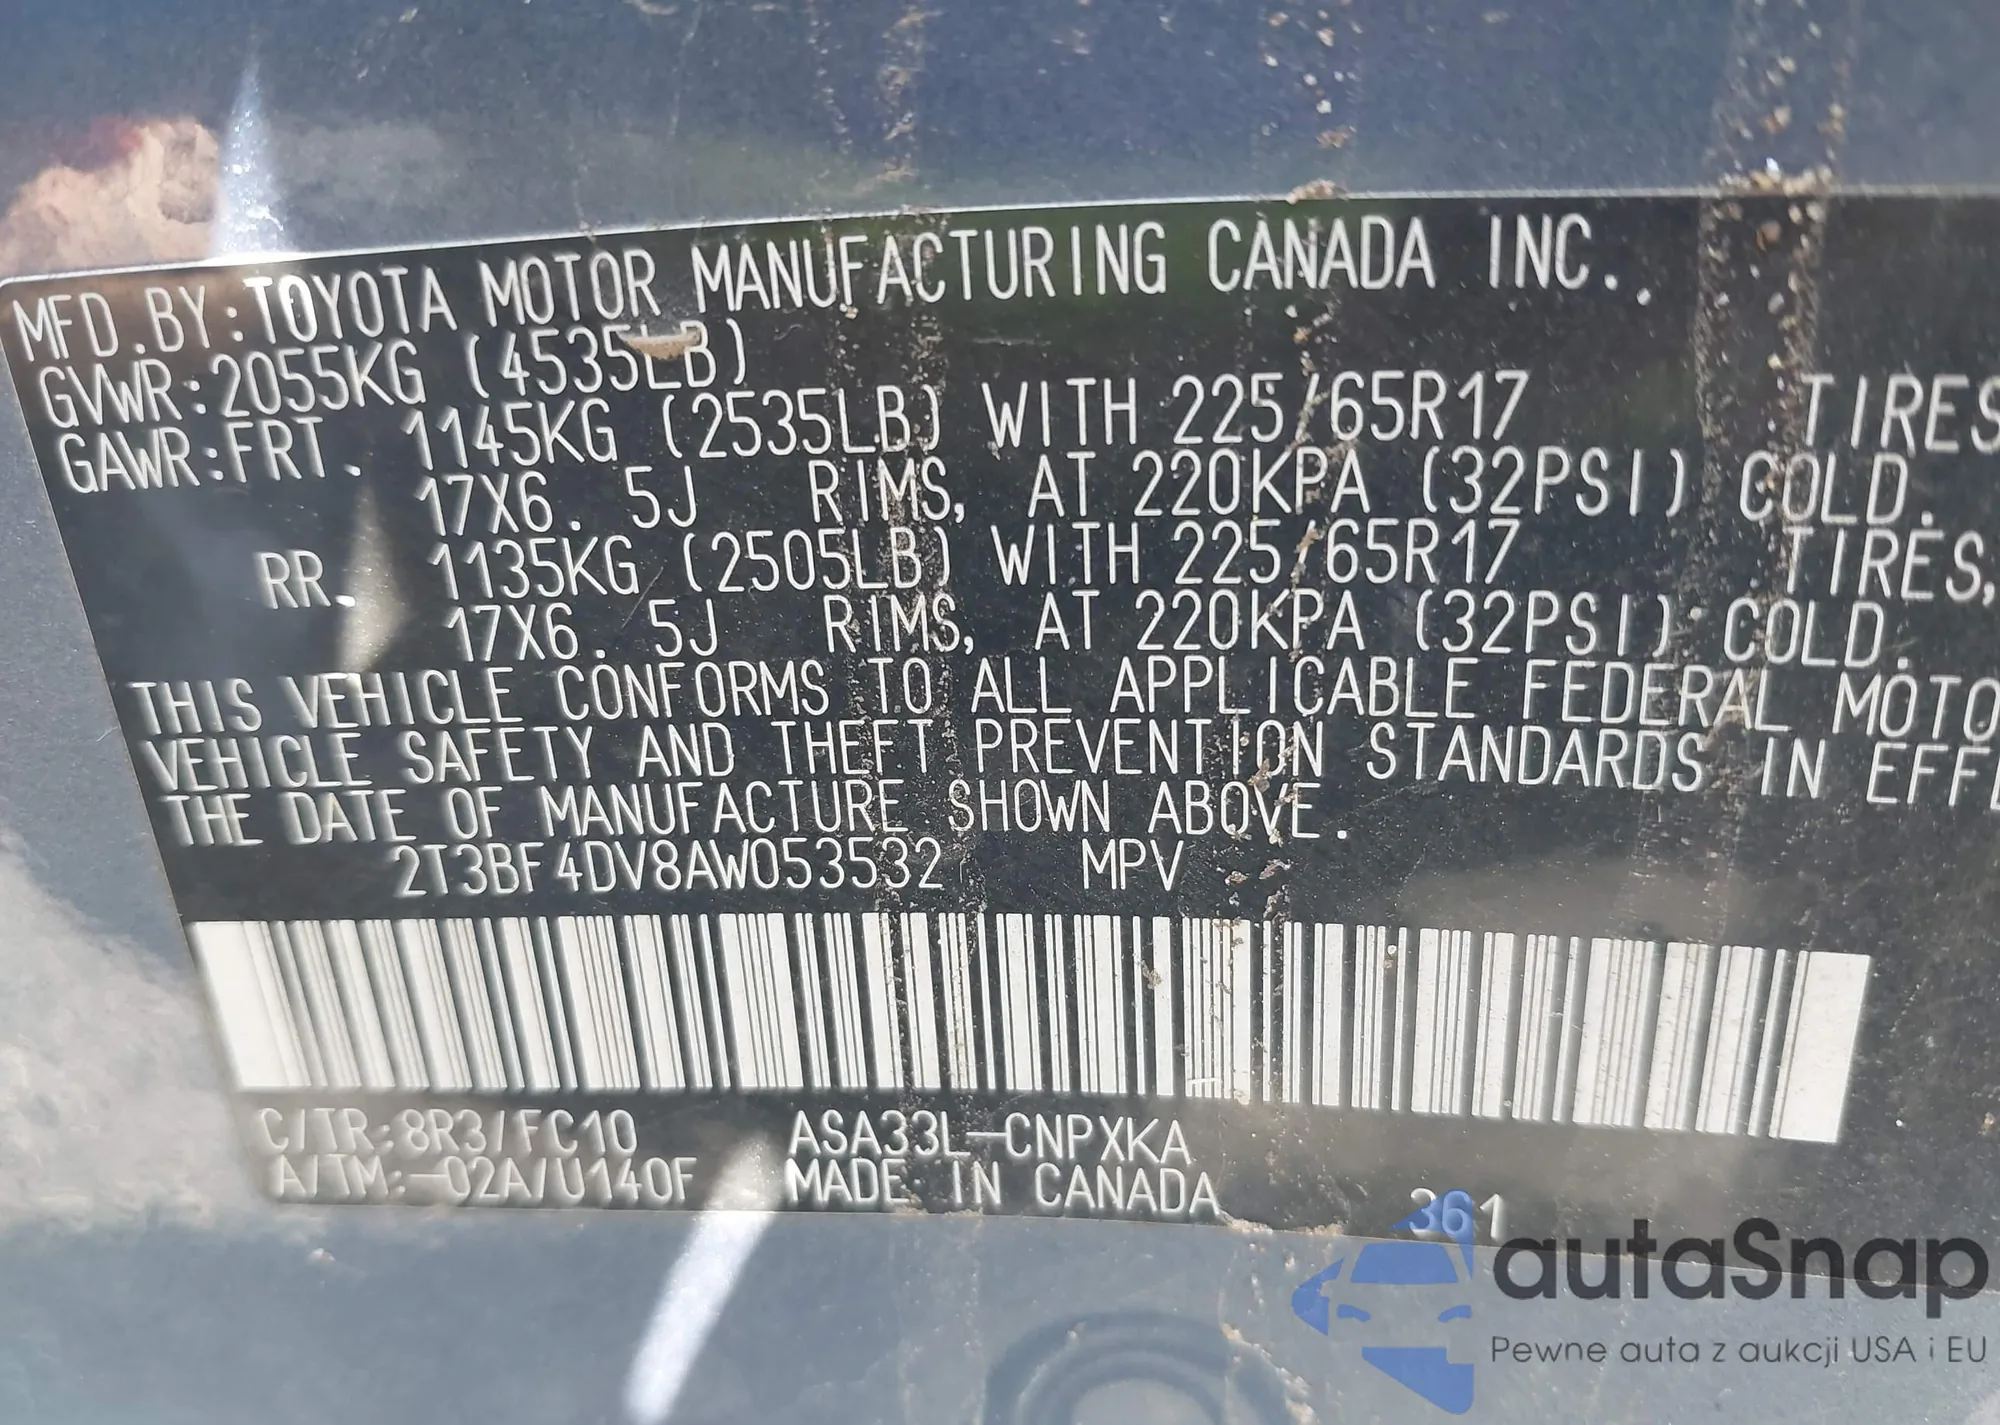 MFD.BY:TOYOTA MOTOR MANUFACTURING CANADA INC.,
GVWR:2055KG (4535LB)
GAWR:FRT. 1145KG (2535LB) WITH 225/65R17 TIRES
17X6.5J RIMS, AT 220KPA (32PSI) COLD.
RR. 1135KG (2505LB) WITH 225/65R17 TIRES,
17X6.5J RIMS, AT 220KPA (32PSI) COLD.
THIS VEHICLE CONFORMS TO ALL APPLICABLE FEDERAL MOTO
VEHICLE SAFETY AND THEFT PREVENTION STANDARDS IN EFFE
THE DATE OF MANUFACTURE SHOWN ABOVE.
2T3BF4DV8AW053532 MPV
C/TR:8R3/FC10 ASA33L-CNPXKA
A/TM:-02A/U140F MADE IN CANADA 361
autaSnap
Pewne auta z aukcji USA i EU